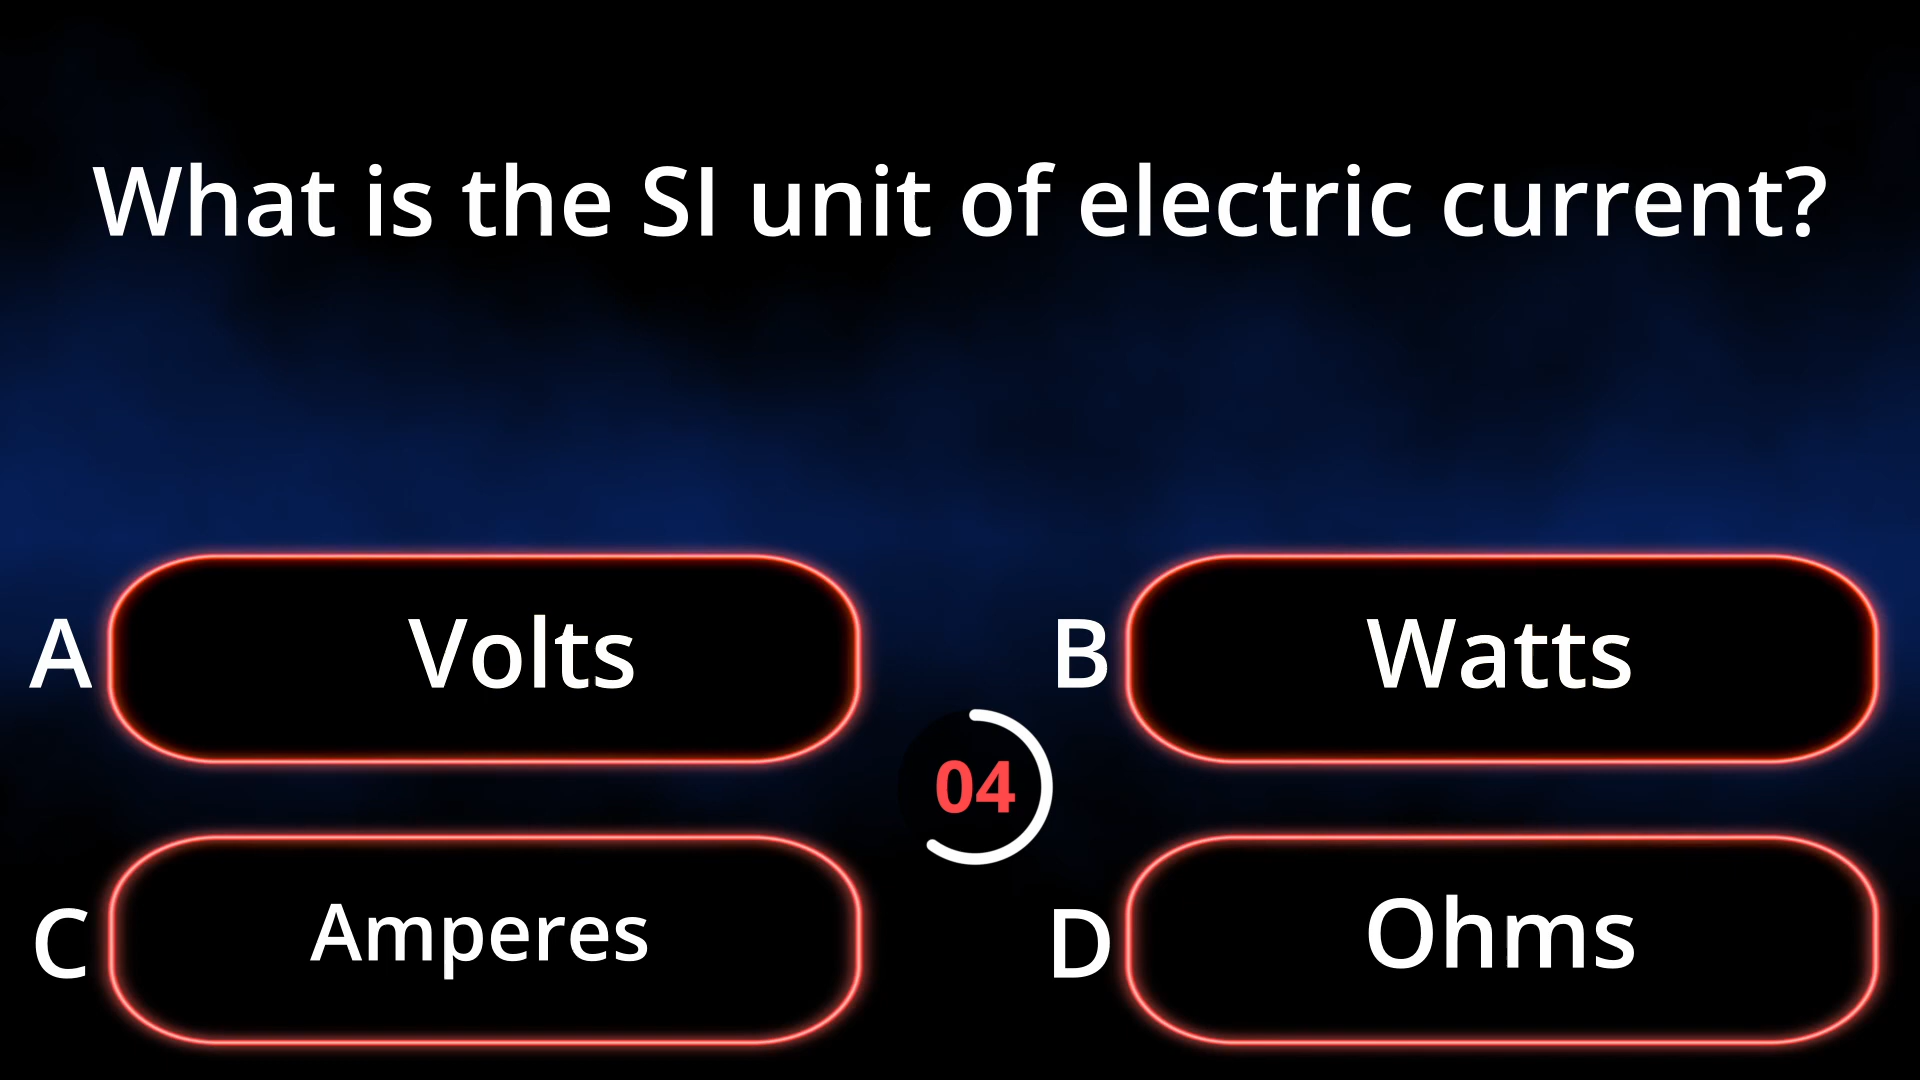 What is the SI unit of electric current?
A Volts
B Watts
04
C Amperes
D Ohms